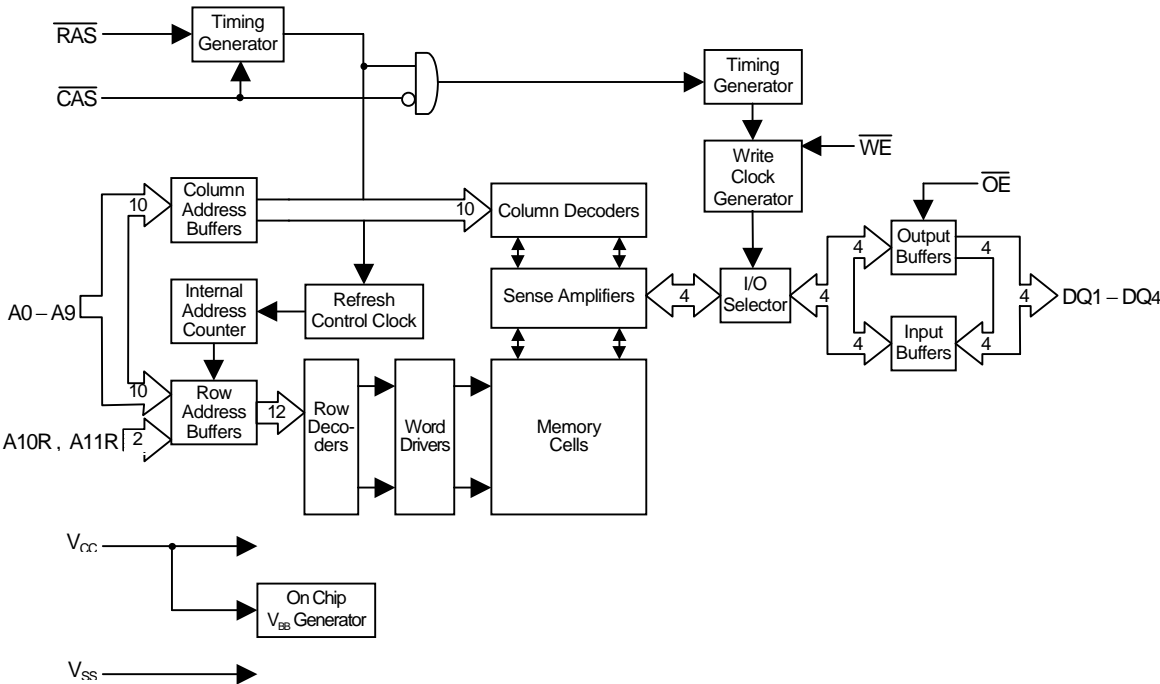 RAS
Timing
Generator
CAS
Timing
Generator
Write
Clock
Generator
WE
Column
Address
Buffers
10
10
Column Decoders
OE
Output
Buffers
4
4
4
4
Internal
Address
Counter
Refresh
Control Clock
Sense Amplifiers
4
I/O
Selector
A0 – A9
DQ1 – DQ4
Input
Buffers
4
4
10
Row
Address
Buffers
12
Row
Deco-
ders
Word
Drivers
Memory
Cells
A10R , A11R
2
VCC
On Chip
VBB Generator
VSS